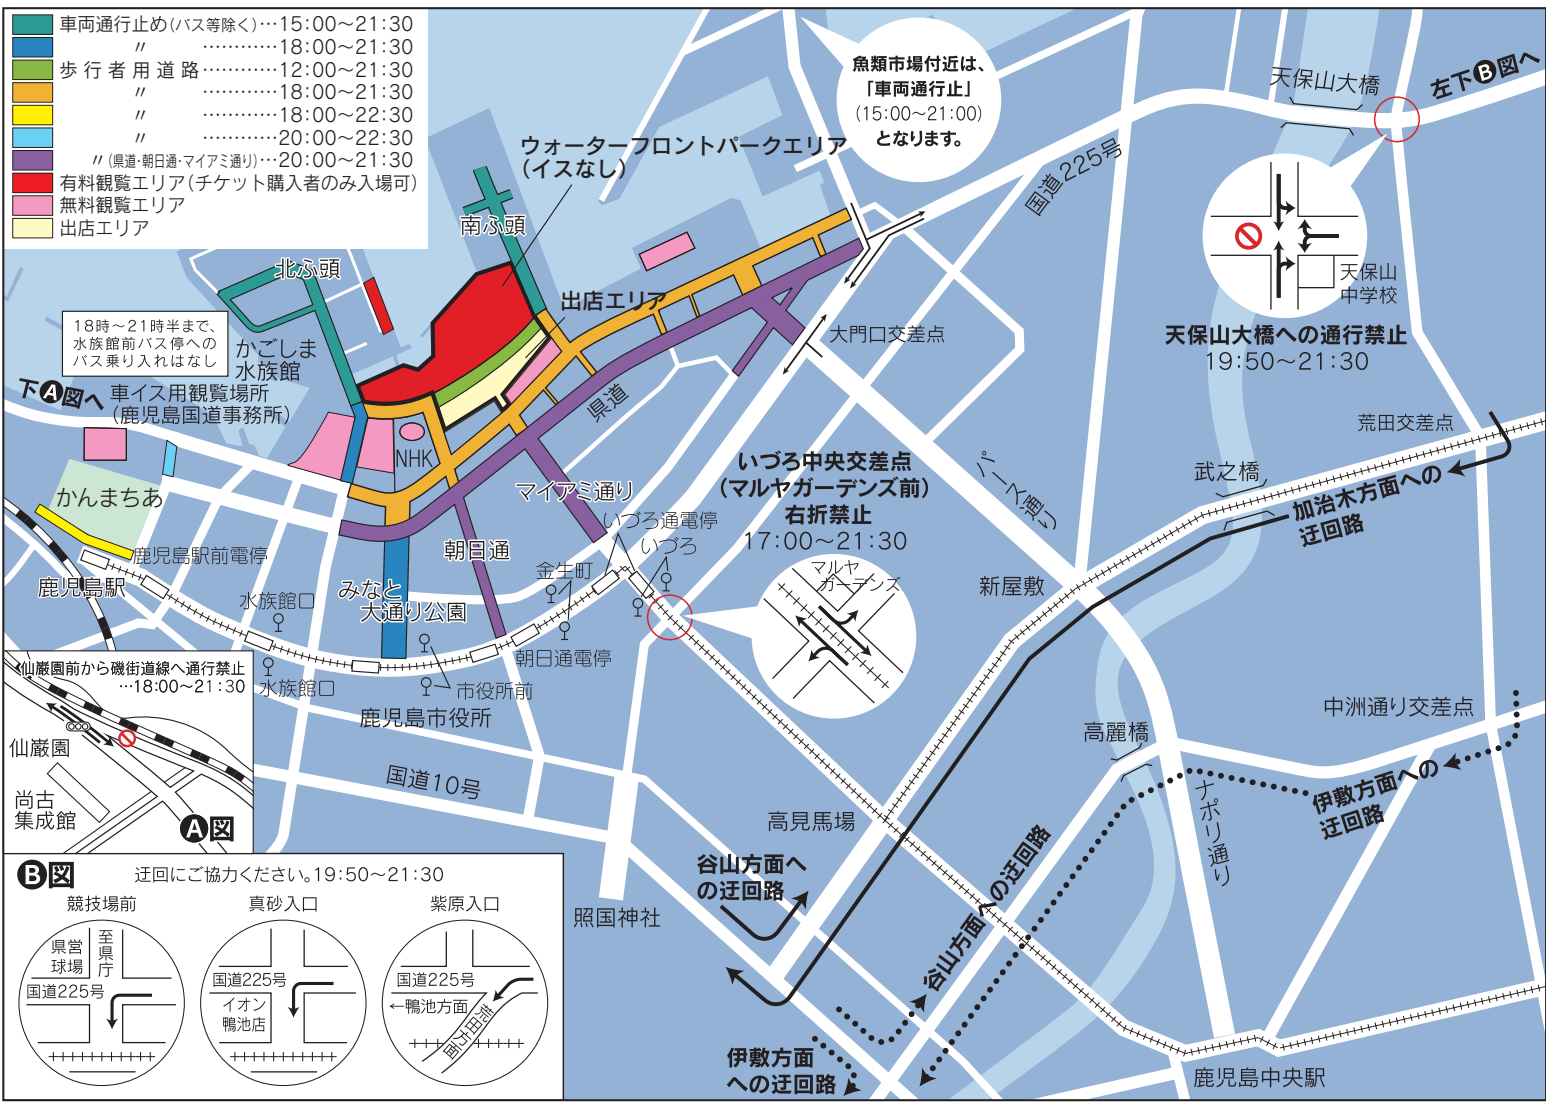 車両通行止め(バス等除く)…15:00〜21:30
〃 …………18:00〜21:30
歩行者用道路…………12:00〜21:30
〃 …………18:00〜21:30
〃 …………18:00〜22:30
〃 …………20:00〜22:30
〃(県道・朝日通・マイアミ通り)…20:00〜21:30
有料観覧エリア(チケット購入者のみ入場可)
無料観覧エリア
出店エリア
魚類市場付近は、
「車両通行止」
(15:00〜21:00)
となります。
天保山大橋
左下B図へ
ウォーターフロントパークエリア
(イスなし)
国道225号
南ふ頭
北ふ頭
天保山
中学校
出店エリア
18時〜21時半まで、
水族館前バス停への
バス乗り入れはなし
かごしま
水族館
大門口交差点
天保山大橋への通行禁止
19:50〜21:30
下A図へ
車イス用観覧場所
(鹿児島国道事務所)
県道
荒田交差点
NHK
いづろ中央交差点
(マルヤガーデンズ前)
右折禁止
17:00〜21:30
パース通り
武之橋
加治木方面への
迂回路
かんまちあ
マイアミ通り
いづろ通電停
いづろ
朝日通
鹿児島駅前電停
金生町
マルヤ
ガーデンズ
新屋敷
鹿児島駅
水族館口
みなと
大通り公園
朝日通電停
水族館口
市役所前
鹿児島市役所
仙巌園前から磯街道線へ通行禁止
…18:00〜21:30
仙巌園
尚古
集成館
A図
国道10号
中洲通り交差点
高麗橋
伊敷方面への
迂回路
ナポリ通り
高見馬場
谷山方面へ
の迂回路
谷山方面への迂回路
照国神社
伊敷方面
への迂回路
鹿児島中央駅
B図
迂回にご協力ください。19:50〜21:30
競技場前
真砂入口
紫原入口
県営
球場
至県庁
国道225号
国道225号
イオン
鴨池店
国道225号
←鴨池方面
荒田方面